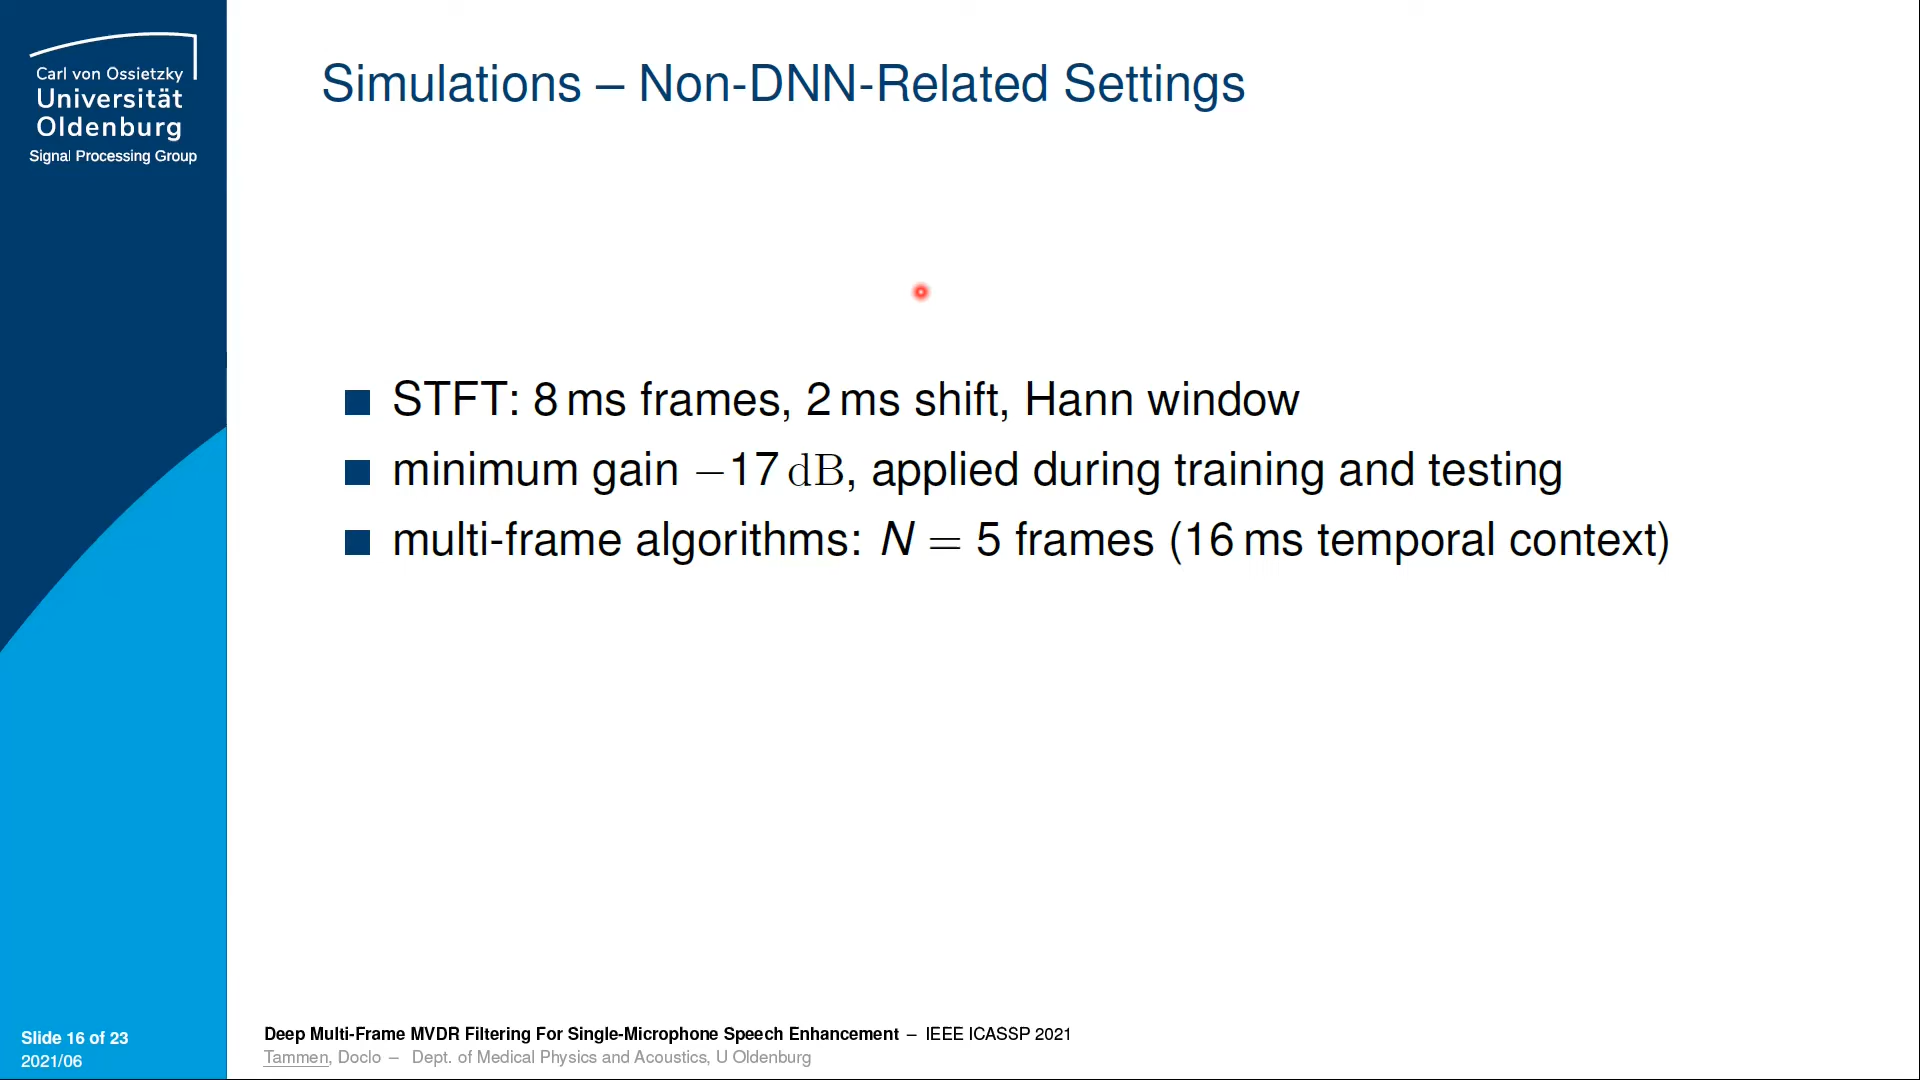 Carl von Ossietzky
Universität
Oldenburg
Signal Processing Group
Simulations – Non-DNN-Related Settings
STFT: 8 ms frames, 2 ms shift, Hann window
minimum gain −17 dB, applied during training and testing
multi-frame algorithms: N = 5 frames (16 ms temporal context)
Slide 16 of 23
2021/06
Deep Multi-Frame MVDR Filtering For Single-Microphone Speech Enhancement – IEEE ICASSP 2021
Tammen, Doclo – Dept. of Medical Physics and Acoustics, U Oldenburg